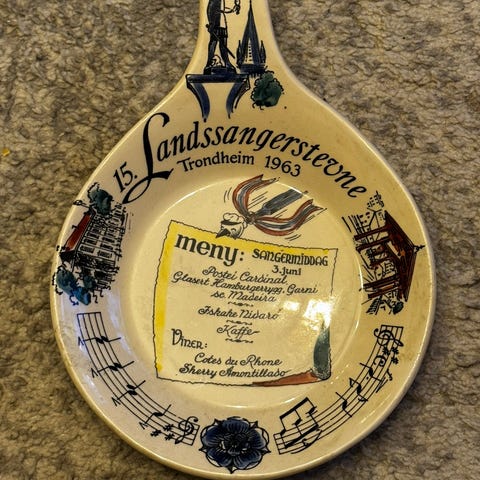 15. Landssangerstevne
Trondheim 1963
meny: SANGERMIDDAG
3. juni
Postei Cardinal
Glasert Hamburgerrygg, Garni
sc. Madeira
Iskake Nidaro
Kaffe
Viner:
Cotes du Rhone
Sherry Amontillado